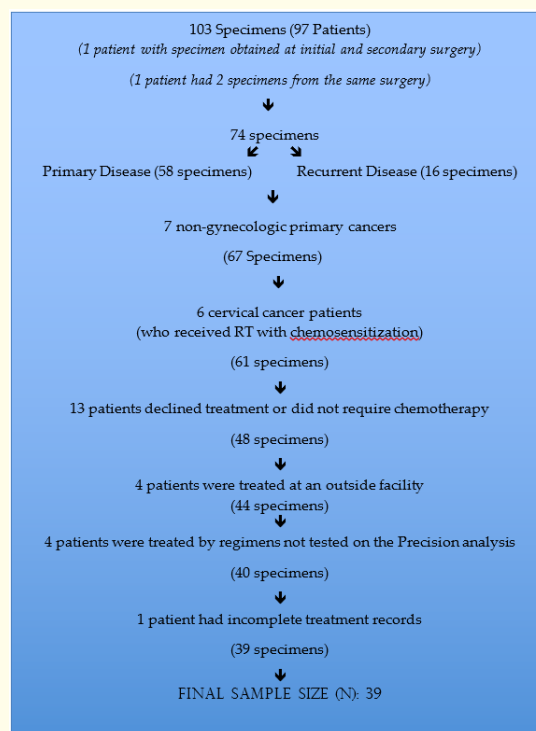 103 Specimens (97 Patients)
(1 patient with specimen obtained at initial and secondary surgery)
(1 patient had 2 specimens from the same surgery)
74 specimens
Primary Disease (58 specimens) Recurrent Disease (16 specimens)
7 non-gynecologic primary cancers
(67 Specimens)
6 cervical cancer patients
(who received RT with chemosensitization)
(61 specimens)
13 patients declined treatment or did not require chemotherapy
(48 specimens)
4 patients were treated at an outside facility
(44 specimens)
4 patients were treated by regimens not tested on the Precision analysis
(40 specimens)
1 patient had incomplete treatment records
(39 specimens)
FINAL SAMPLE SIZE (N): 39